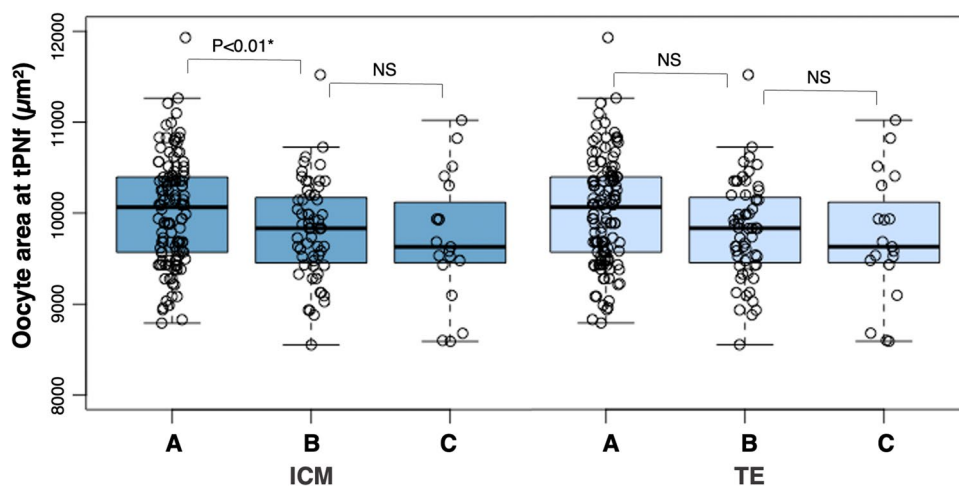 Oocyte area at tPNf (µm²)
12000
11000
10000
9000
8000
P<0.01*
NS
NS
NS
A
B
C
A
B
C
ICM
TE